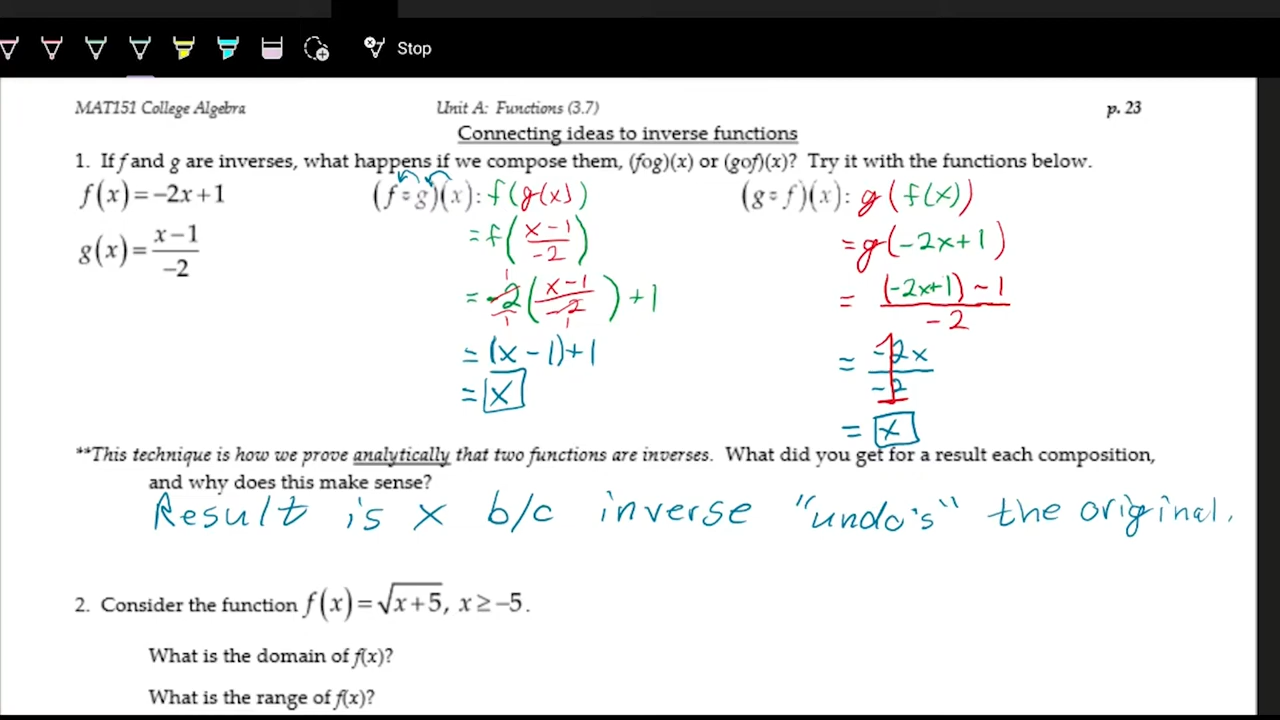 Stop
MAT151 College Algebra Unit A: Functions (3.7) p. 23
Connecting ideas to inverse functions
1. If f and g are inverses, what happens if we compose them, (fog)(x) or (gof)(x)? Try it with the functions below.
f(x)=-2x+1
g(x)=(x-1)/(-2)
(f∘g)(x): f(g(x))
=f((x-1)/(-2))
=-2((x-1)/(-2))+1
=(x-1)+1
=x
(g∘f)(x): g(f(x))
=g(-2x+1)
=((-2x+1)-1)/(-2)
=(-2x)/(-2)
=x
**This technique is how we prove analytically that two functions are inverses. What did you get for a result each composition,
and why does this make sense?
Result is x b/c inverse "undo's" the original.
2. Consider the function f(x)=√(x+5), x≥-5.
What is the domain of f(x)?
What is the range of f(x)?